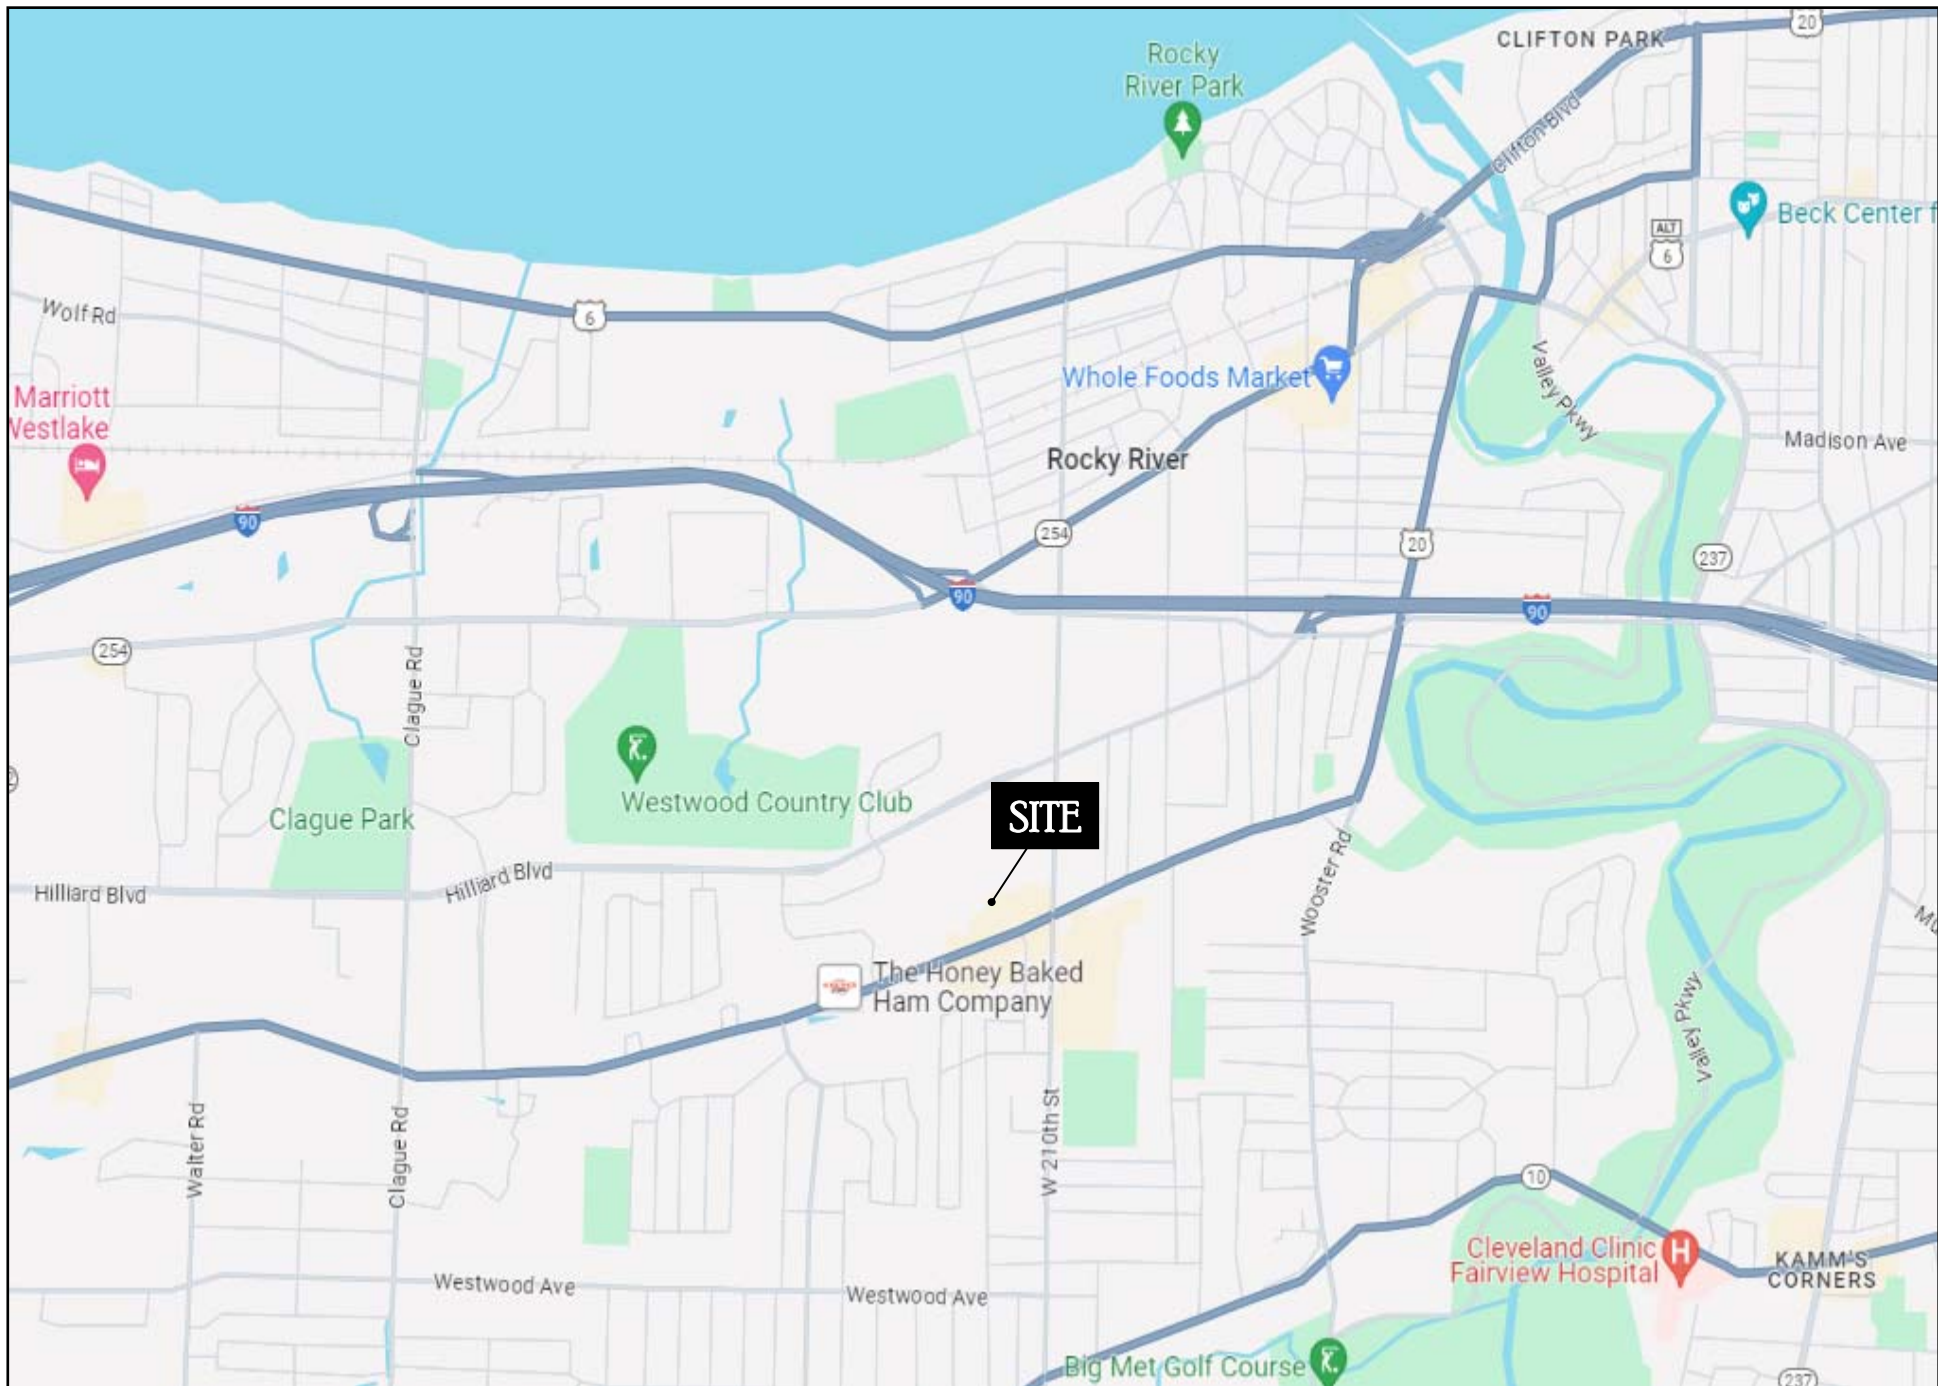 CLIFTON PARK
20
Rocky
River Park
Clifton Blvd
Beck Center f
ALT
6
Wolf Rd
6
Valley Pkwy
Whole Foods Market
Marriott
Westlake
Madison Ave
Rocky River
90
254
20
237
90
90
254
Clague Rd
Westwood Country Club
Clague Park
SITE
Hilliard Blvd
Hilliard Blvd
Wooster Rd
The Honey Baked
Ham Company
Valley Pkwy
W 210th St
Walter Rd
Clague Rd
10
Cleveland Clinic
Fairview Hospital
H
KAMM'S
CORNERS
Westwood Ave
Westwood Ave
Big Met Golf Course
237